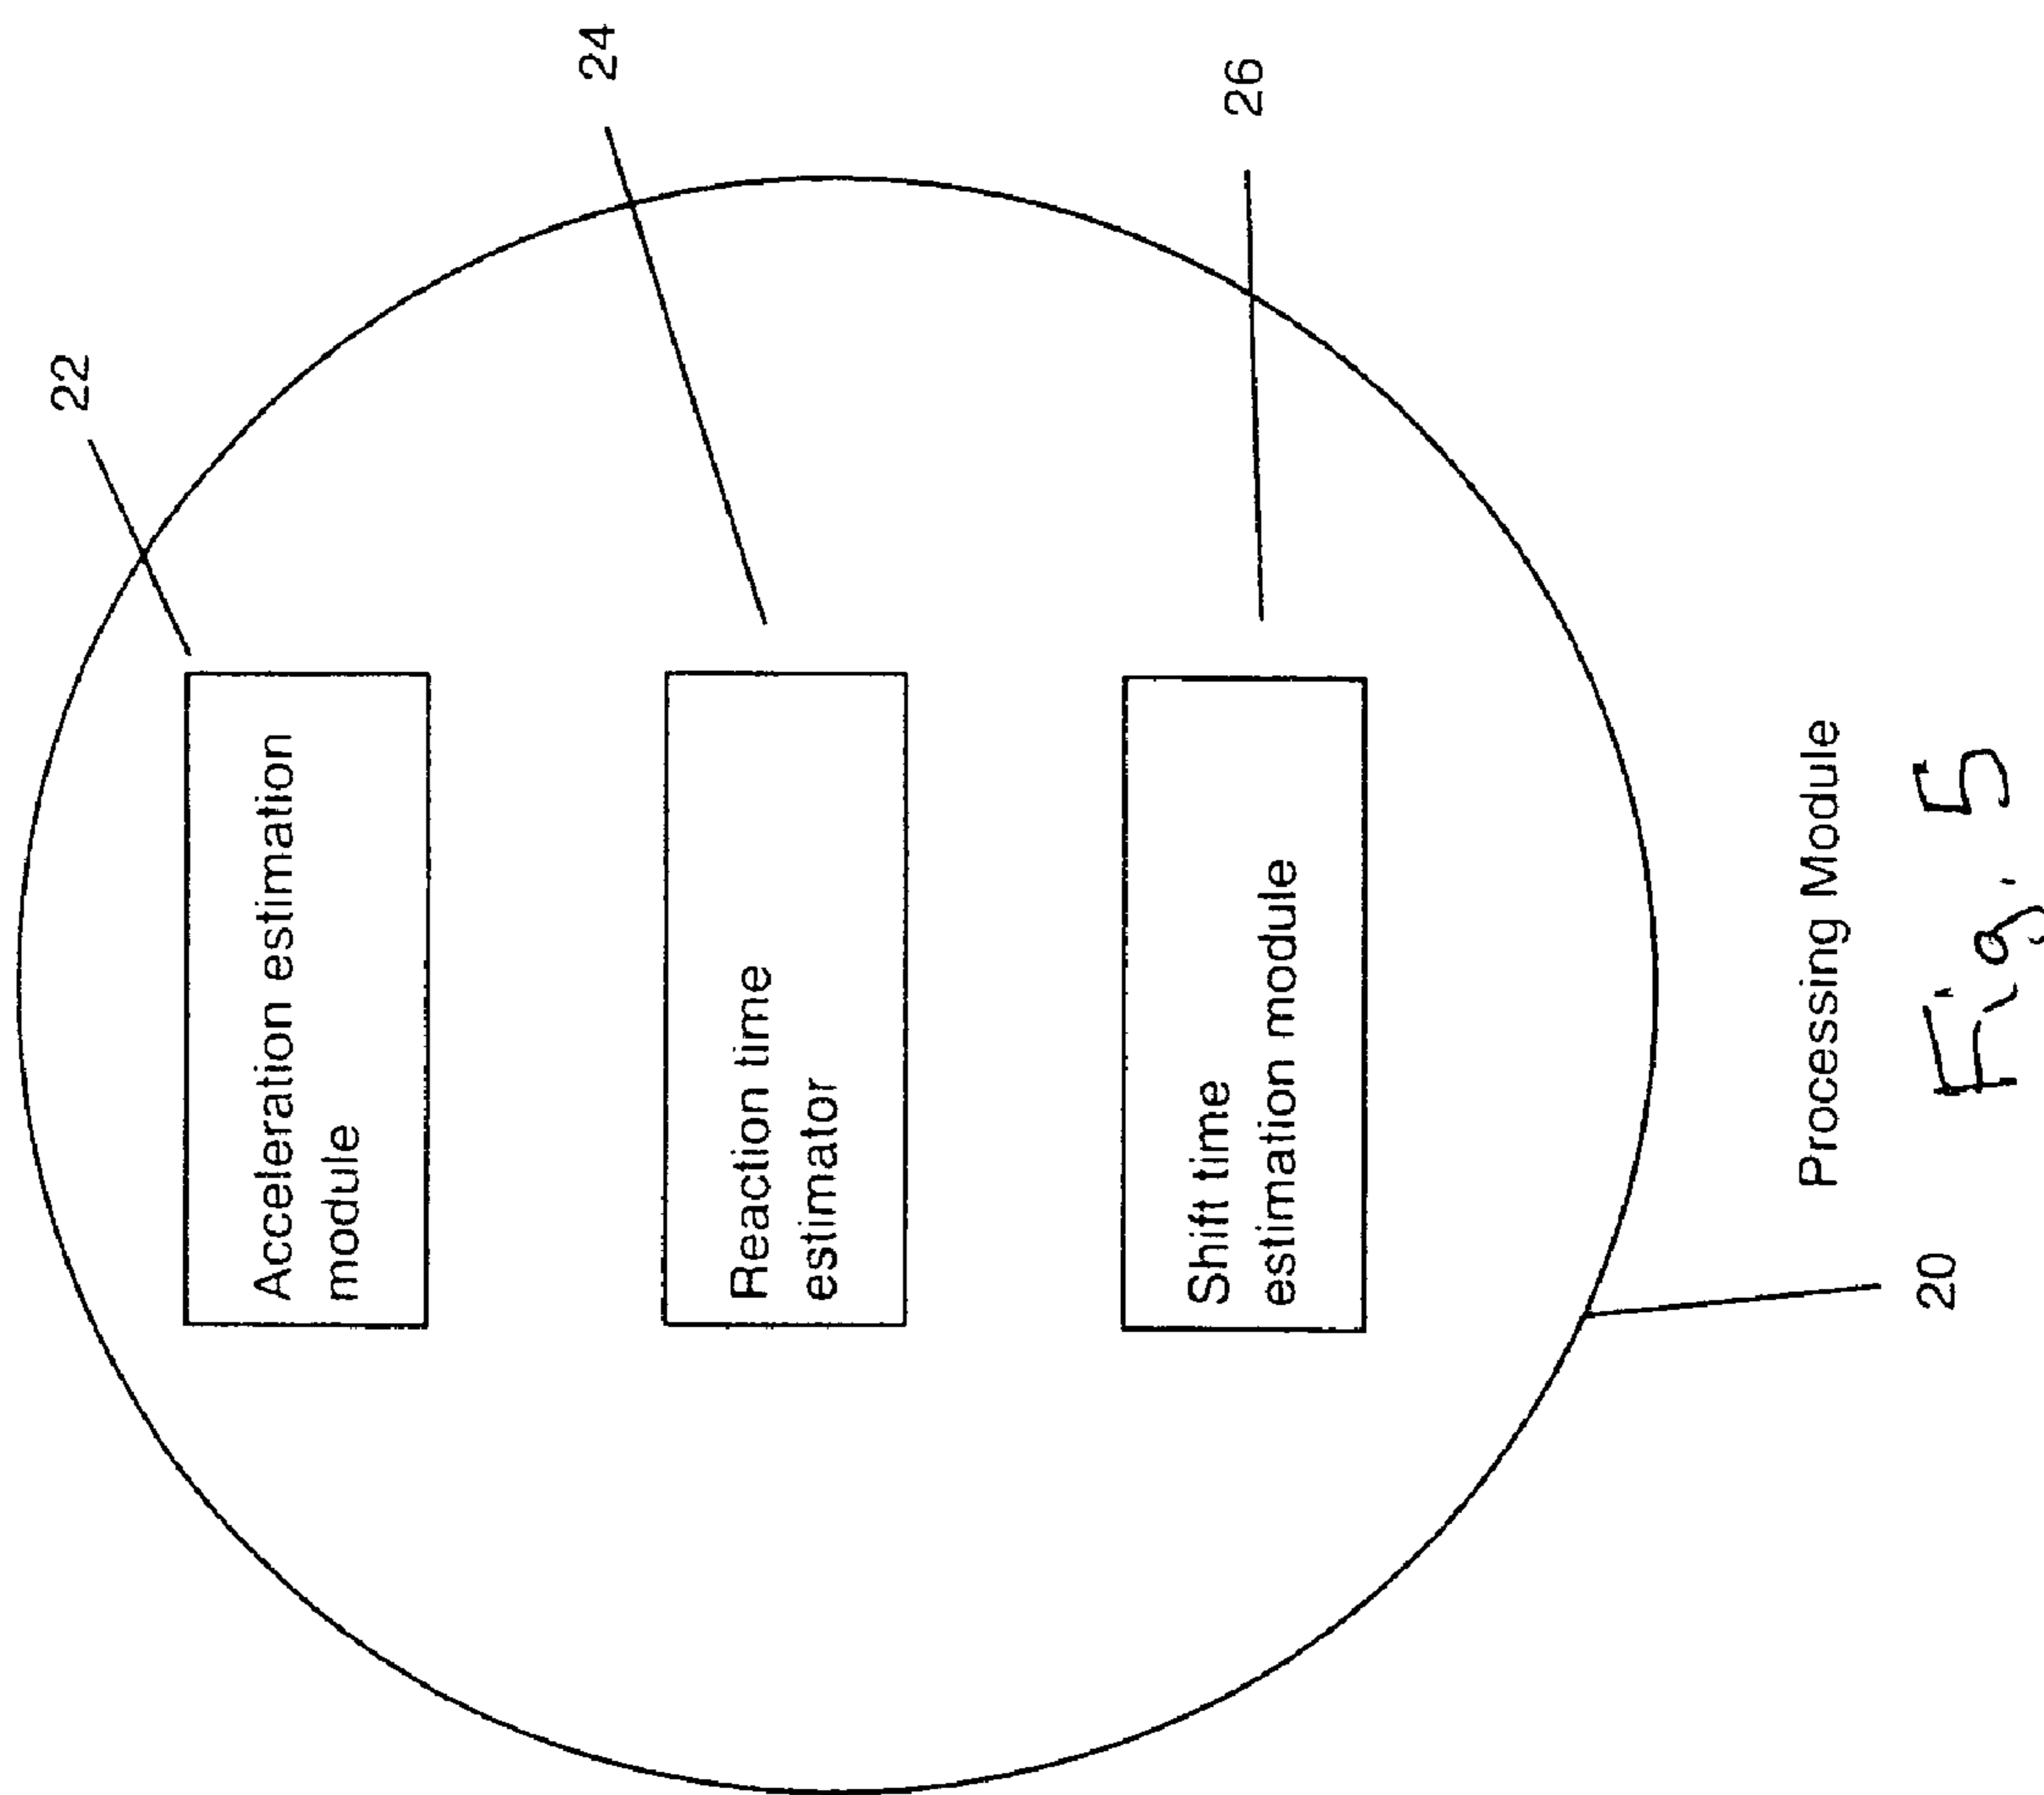 22
Acceleration estimation
module
24
Reaction time
estimator
26
Shift time
estimation module
20
Processing Module
Fig. 5